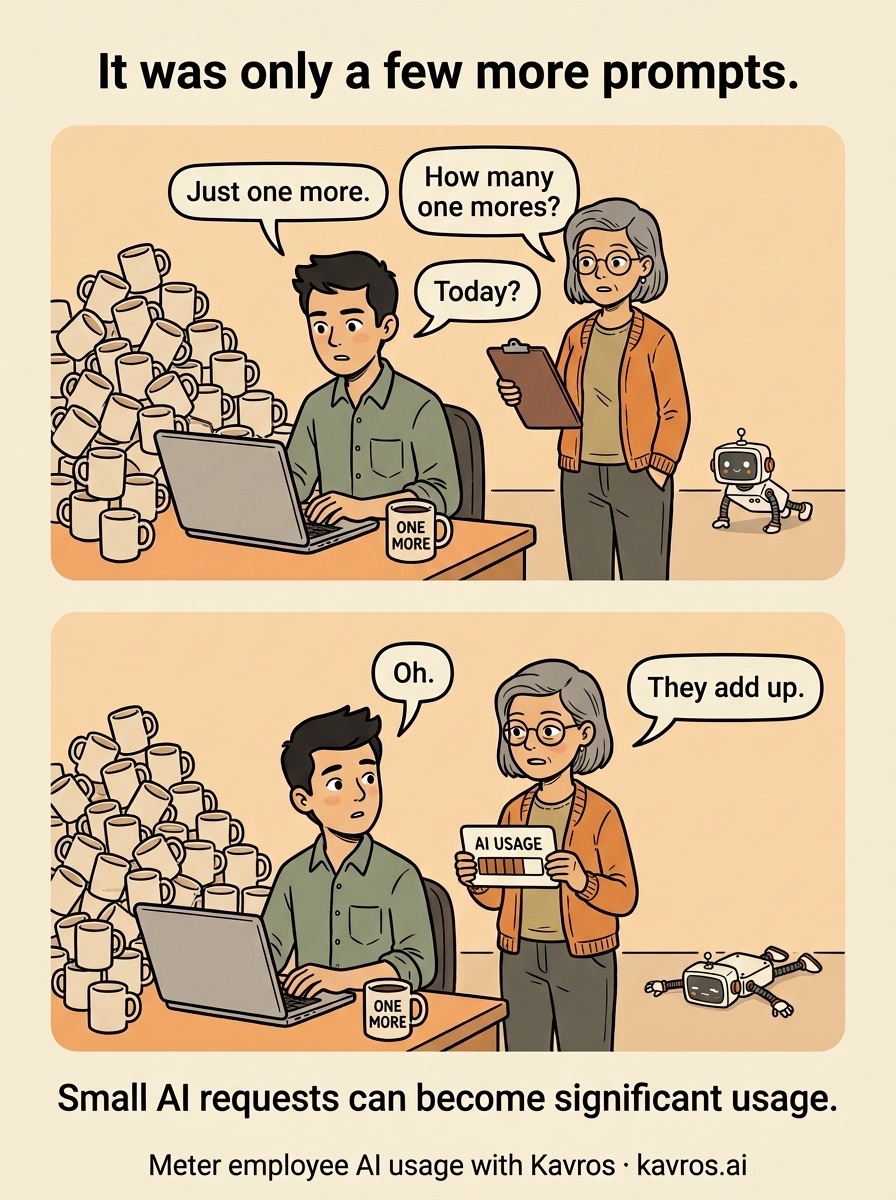 It was only a few more prompts.
Just one more.
How many
one mores?
Today?
ONE
MORE
Oh.
They add up.
AI USAGE
ONE
MORE
Small AI requests can become significant usage.
Meter employee AI usage with Kavros · kavros.ai